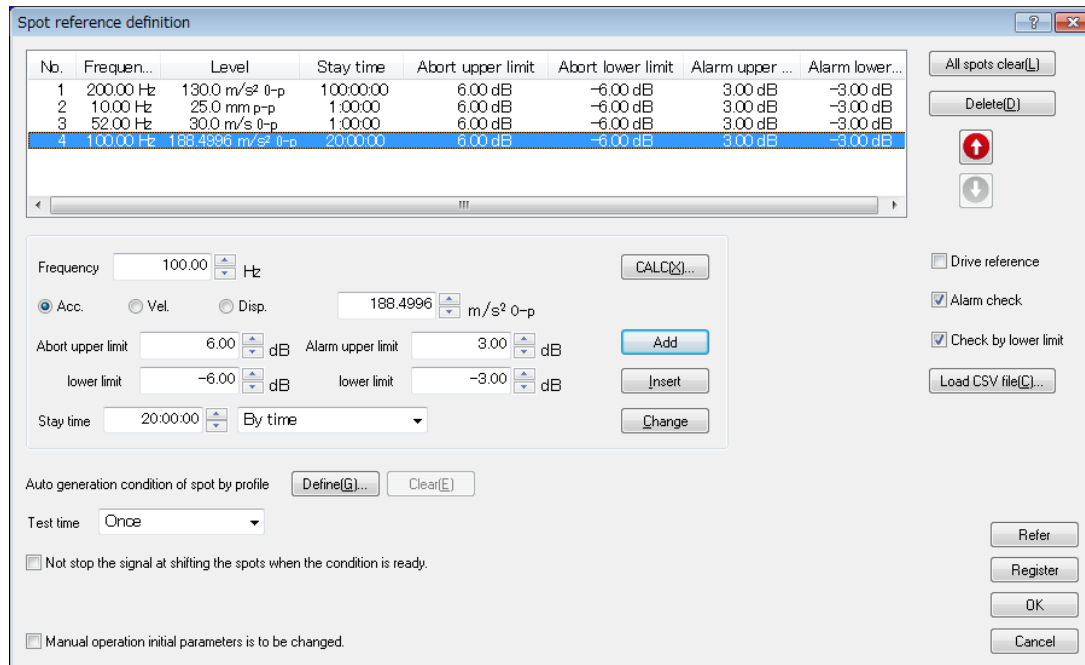 Spot reference definition
No. Frequen... Level Stay time Abort upper limit Abort lower limit Alarm upper ... Alarm lower...
1 200.00 Hz 130.0 m/s² 0-p 100:00:00 6.00 dB -6.00 dB 3.00 dB -3.00 dB
2 10.00 Hz 25.0 mm p-p 1:00:00 6.00 dB -6.00 dB 3.00 dB -3.00 dB
3 52.00 Hz 30.0 m/s 0-p 1:00:00 6.00 dB -6.00 dB 3.00 dB -3.00 dB
4 100.00 Hz 188.4996 m/s² 0-p 20:00:00 6.00 dB -6.00 dB 3.00 dB -3.00 dB
All spots clear(L)
Delete(D)
Frequency 100.00 Hz CALC(X)...
Acc. Vel. Disp. 188.4996 m/s² 0-p
Abort upper limit 6.00 dB Alarm upper limit 3.00 dB Add
lower limit -6.00 dB lower limit -3.00 dB Insert
Stay time 20:00:00 By time Change
Drive reference
Alarm check
Check by lower limit
Load CSV file(C)...
Auto generation condition of spot by profile Define(G)... Clear(E)
Test time Once
Not stop the signal at shifting the spots when the condition is ready.
Manual operation initial parameters is to be changed.
Refer
Register
OK
Cancel